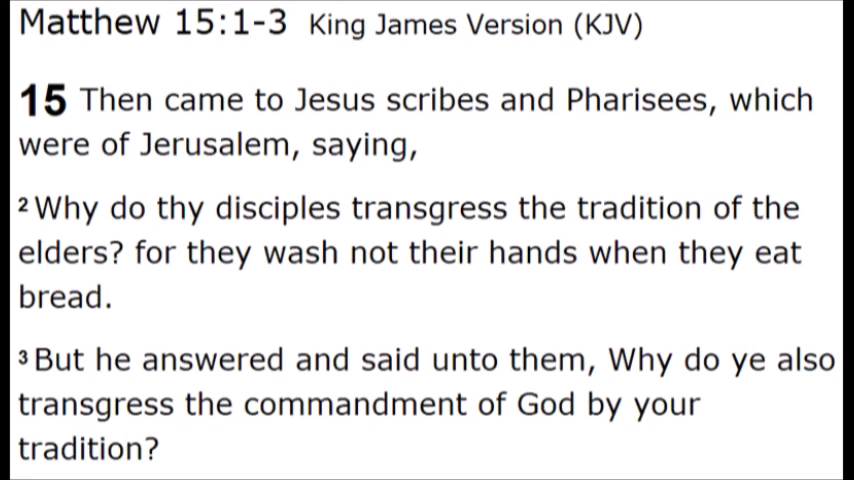 Matthew 15:1-3 King James Version (KJV)
15 Then came to Jesus scribes and Pharisees, which
were of Jerusalem, saying,
2 Why do thy disciples transgress the tradition of the
elders? for they wash not their hands when they eat
bread.
3 But he answered and said unto them, Why do ye also
transgress the commandment of God by your
tradition?